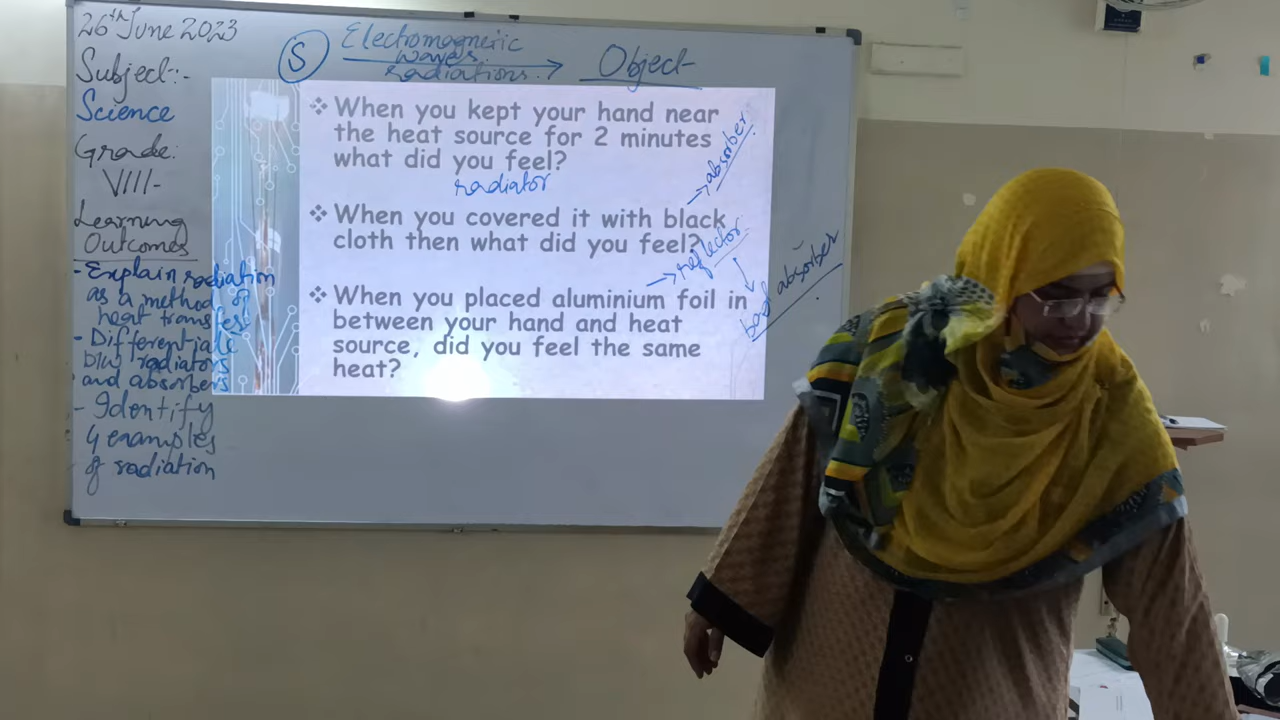 26th June 2023
Subject:-
Science
Grade:
VIII-
Learning
Outcomes
- Explain radiation
as a method of
heat transfer
- Differentiate
b/w radiators
and absorbers
- Identify
4 examples
of radiation
S Electromagneric
waves
radiations. Object
❖ When you kept your hand near
the heat source for 2 minutes
what did you feel?
radiator
→ absorber.
❖ When you covered it with black
cloth then what did you feel?
→ reflector
bad absorber
❖ When you placed aluminium foil in
between your hand and heat
source, did you feel the same
heat?